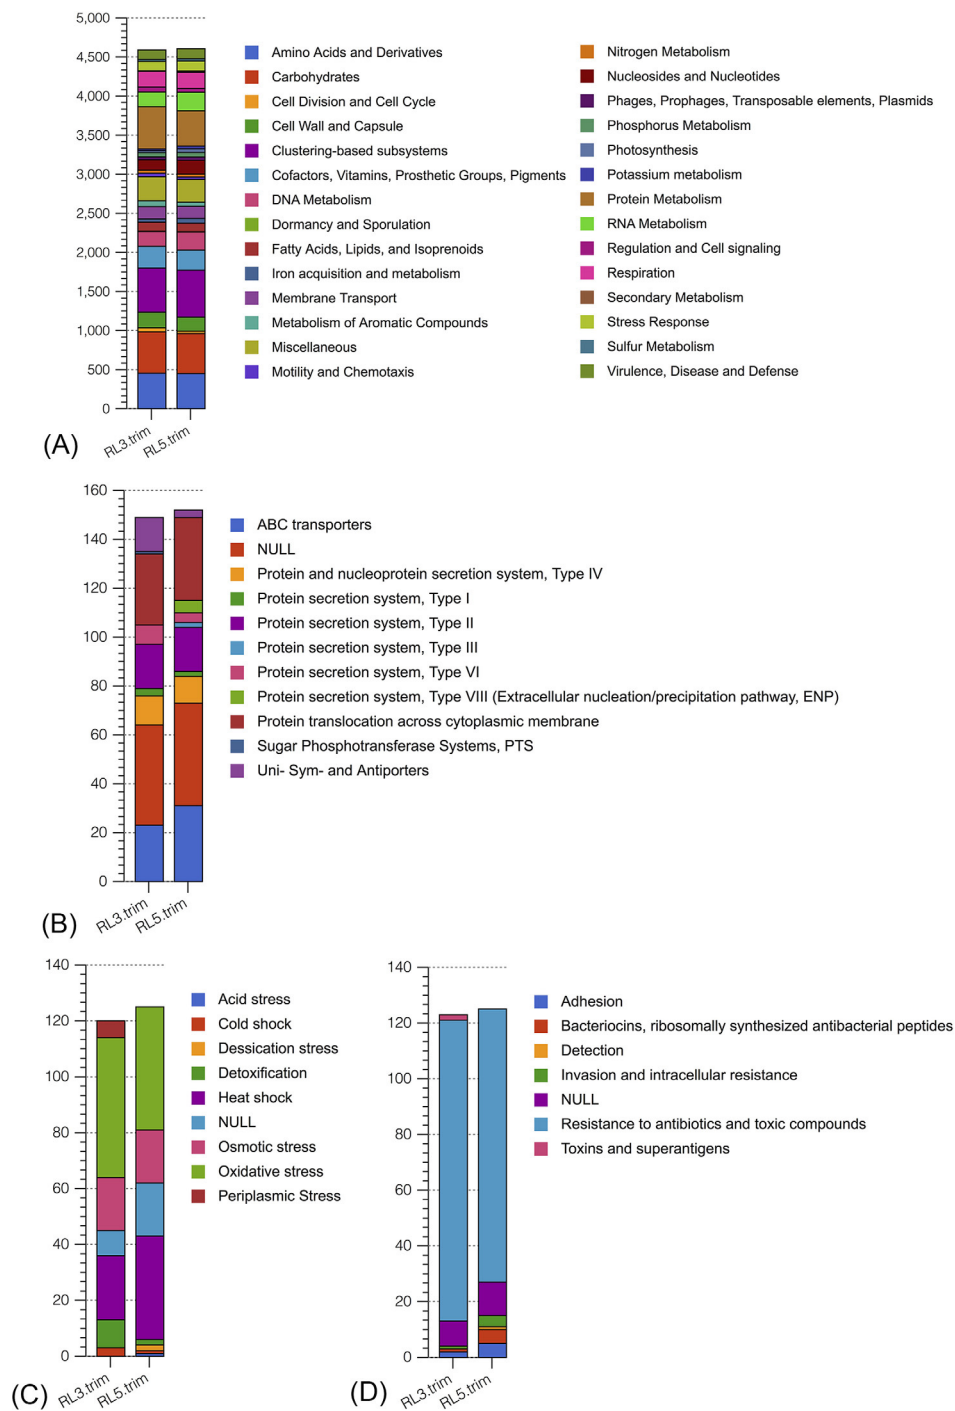 5,000
4,500
4,000
3,500
3,000
2,500
2,000
1,500
1,000
500
0
RL3.trim
RL5.trim
Amino Acids and Derivatives
Carbohydrates
Cell Division and Cell Cycle
Cell Wall and Capsule
Clustering-based subsystems
Cofactors, Vitamins, Prosthetic Groups, Pigments
DNA Metabolism
Dormancy and Sporulation
Fatty Acids, Lipids, and Isoprenoids
Iron acquisition and metabolism
Membrane Transport
Metabolism of Aromatic Compounds
Miscellaneous
Motility and Chemotaxis
Nitrogen Metabolism
Nucleosides and Nucleotides
Phages, Prophages, Transposable elements, Plasmids
Phosphorus Metabolism
Photosynthesis
Potassium metabolism
Protein Metabolism
RNA Metabolism
Regulation and Cell signaling
Respiration
Secondary Metabolism
Stress Response
Sulfur Metabolism
Virulence, Disease and Defense
(A)
160
140
120
100
80
60
40
20
0
RL3.trim
RL5.trim
ABC transporters
NULL
Protein and nucleoprotein secretion system, Type IV
Protein secretion system, Type I
Protein secretion system, Type II
Protein secretion system, Type III
Protein secretion system, Type VI
Protein secretion system, Type VIII (Extracellular nucleation/precipitation pathway, ENP)
Protein translocation across cytoplasmic membrane
Sugar Phosphotransferase Systems, PTS
Uni- Sym- and Antiporters
(B)
140
120
100
80
60
40
20
0
RL3.trim
RL5.trim
Acid stress
Cold shock
Dessication stress
Detoxification
Heat shock
NULL
Osmotic stress
Oxidative stress
Periplasmic Stress
(C)
140
120
100
80
60
40
20
0
RL3.trim
RL5.trim
Adhesion
Bacteriocins, ribosomally synthesized antibacterial peptides
Detection
Invasion and intracellular resistance
NULL
Resistance to antibiotics and toxic compounds
Toxins and superantigens
(D)